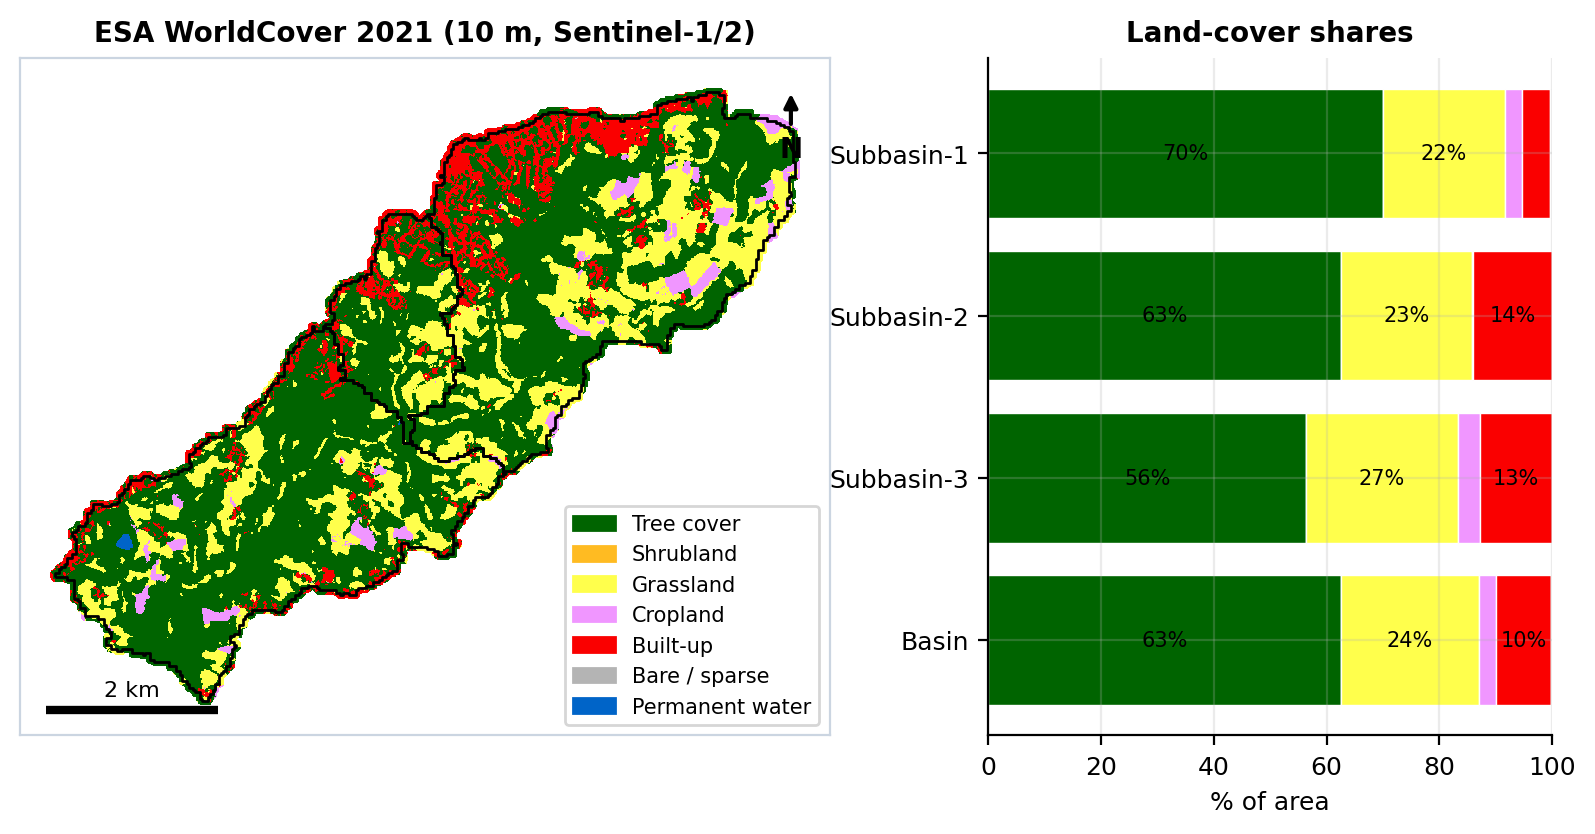 ESA WorldCover 2021 (10 m, Sentinel-1/2)
N
2 km
Tree cover
Shrubland
Grassland
Cropland
Built-up
Bare / sparse
Permanent water
Land-cover shares
Subbasin-1
70%
22%
Subbasin-2
63%
23%
14%
Subbasin-3
56%
27%
13%
Basin
63%
24%
10%
0 20 40 60 80 100
% of area